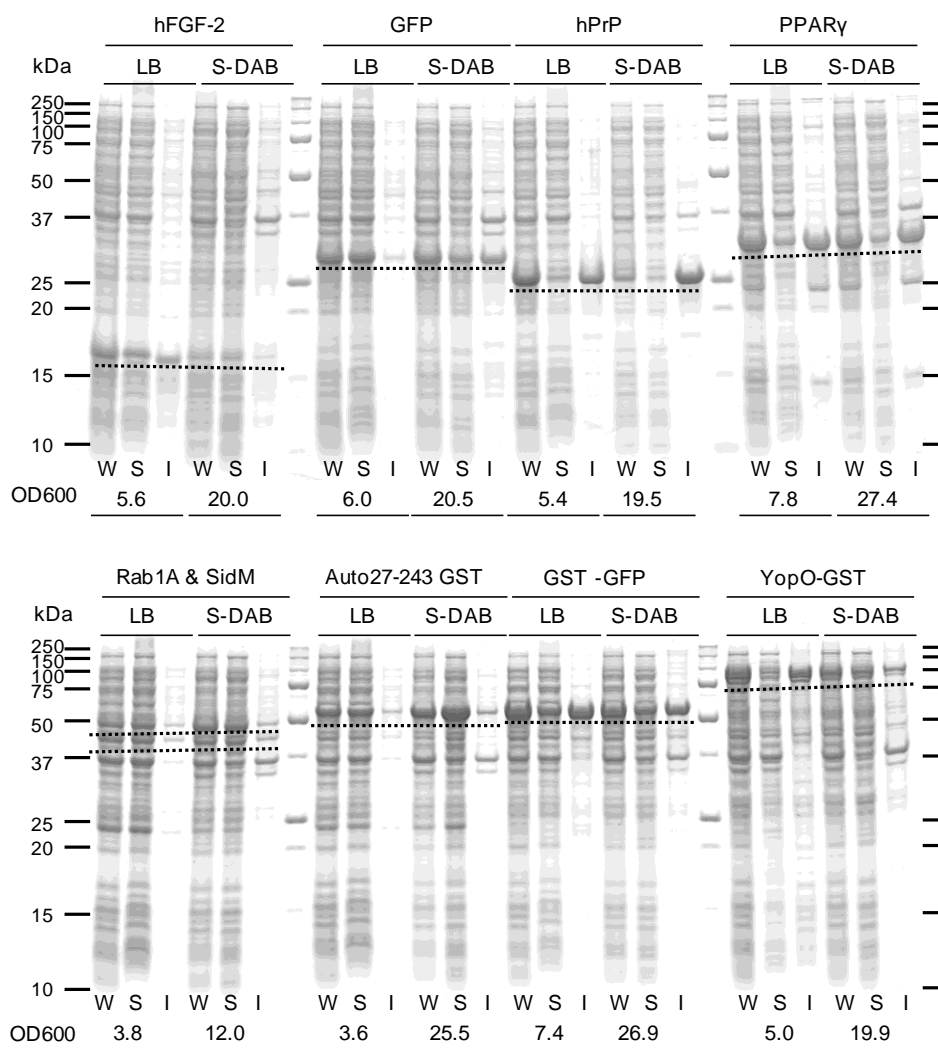 hFGF-2 GFP hPrP PPARγ
kDa LB S-DAB LB S-DAB LB S-DAB LB S-DAB
250
150
100
75
50
37
25
20
15
10
W S I W S I W S I W S I W S I W S I W S I W S I
OD600 5.6 20.0 6.0 20.5 5.4 19.5 7.8 27.4
Rab1A & SidM Auto27-243 GST GST -GFP YopO-GST
kDa LB S-DAB LB S-DAB LB S-DAB LB S-DAB
250
150
100
75
50
37
25
20
15
10
W S I W S I W S I W S I W S I W S I W S I W S I
OD600 3.8 12.0 3.6 25.5 7.4 26.9 5.0 19.9